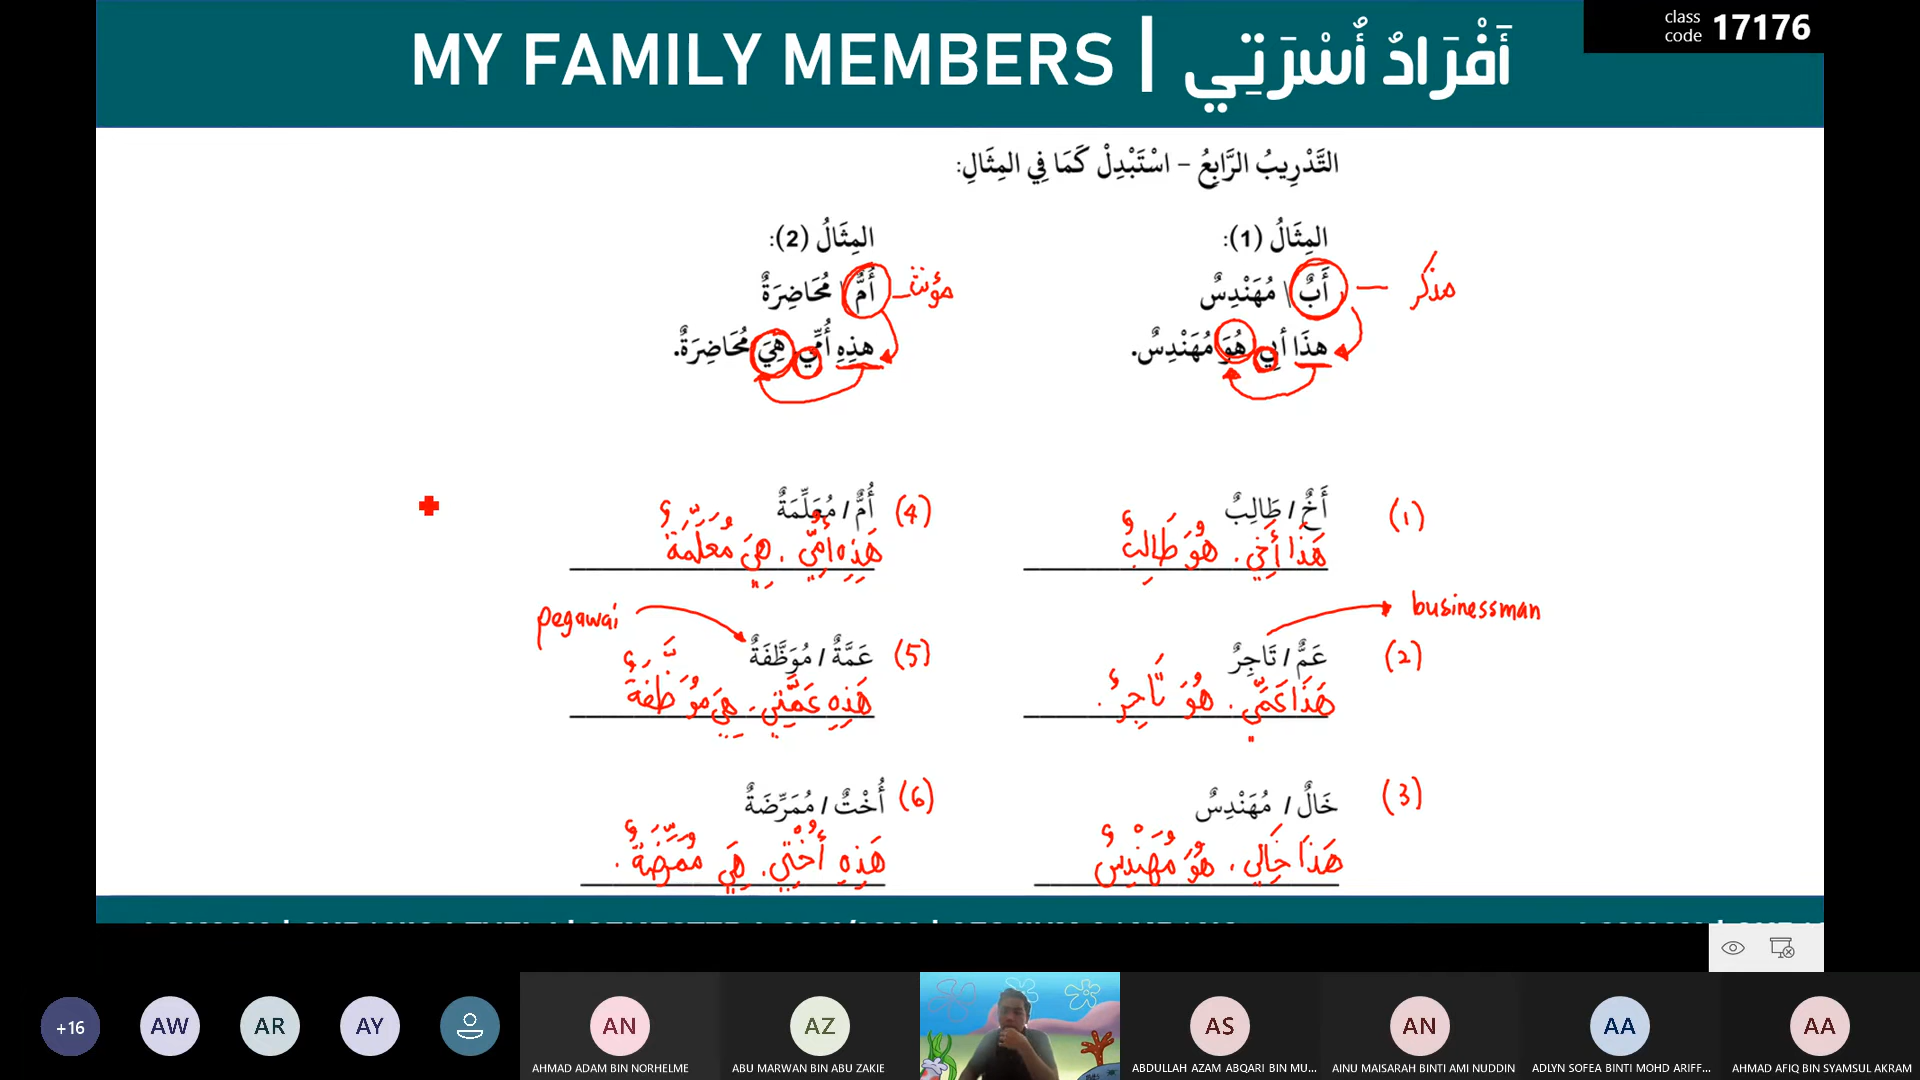 class code 17176
MY FAMILY MEMBERS | أَفْرَادُ أُسْرَتِي
التَّدْرِيبُ الرَّابِعُ – اسْتَبْدِلْ كَمَا فِي المِثَالِ:
المِثَالُ (1):
أَبٌ \ مُهَنْدِسٌ
مذكر
هذَا أَبِي هُوَ مُهَنْدِسٌ.
المِثَالُ (2):
أُمٌّ \ مُحَاضِرَةٌ
مؤنث
هذِهِ أُمِّي هِيَ مُحَاضِرَةٌ.
(1) أَخٌ / طَالِبٌ
هَذَا أَخِي. هُوَ طَالِبٌ
businessman
(2) عَمٌّ / تَاجِرٌ
هَذَا عَمِّي. هُوَ تَاجِرٌ.
(3) خَالٌ / مُهَنْدِسٌ
هَذَا خَالِي. هُوَ مُهَنْدِسٌ
(4) أُمٌّ / مُعَلِّمَةٌ
هَذِهِ أُمِّي. هِيَ مُعَلِّمَةٌ
pegawai
(5) عَمَّةٌ / مُوَظَّفَةٌ
هَذِهِ عَمَّتِي. هِيَ مُوَظَّفَةٌ
(6) أُخْتٌ / مُمَرِّضَةٌ
هَذِهِ أُخْتِي. هِيَ مُمَرِّضَةٌ.
+16
AW
AR
AY
AN
AZ
AS
AN
AA
AA
AHMAD ADAM BIN NORHELME
ABU MARWAN BIN ABU ZAKIE
ABDULLAH AZAM ABQARI BIN MU...
AINU MAISARAH BINTI AMI NUDDIN
ADLYN SOFEA BINTI MOHD ARIFF...
AHMAD AFIQ BIN SYAMSUL AKRAM